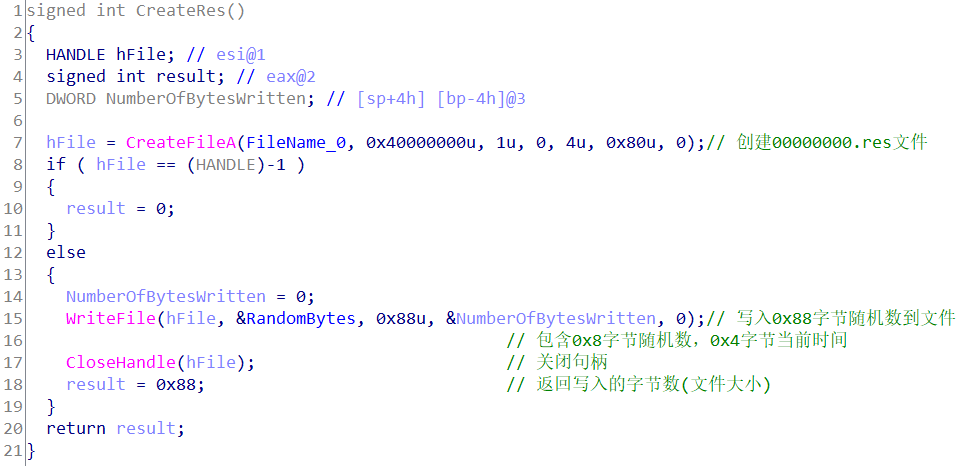 1 signed int CreateRes()
2 {
3   HANDLE hFile; // esi@1
4   signed int result; // eax@2
5   DWORD NumberOfBytesWritten; // [sp+4h] [bp-4h]@3
6
7   hFile = CreateFileA(FileName_0, 0x40000000u, 1u, 0, 4u, 0x80u, 0);// 创建00000000.res文件
8   if ( hFile == (HANDLE)-1 )
9   {
10     result = 0;
11   }
12   else
13   {
14     NumberOfBytesWritten = 0;
15     WriteFile(hFile, &RandomBytes, 0x88u, &NumberOfBytesWritten, 0);// 写入0x88字节随机数到文件
16                                                 // 包含0x8字节随机数，0x4字节当前时间
17     CloseHandle(hFile);                         // 关闭句柄
18     result = 0x88;                              // 返回写入的字节数(文件大小)
19   }
20   return result;
21 }